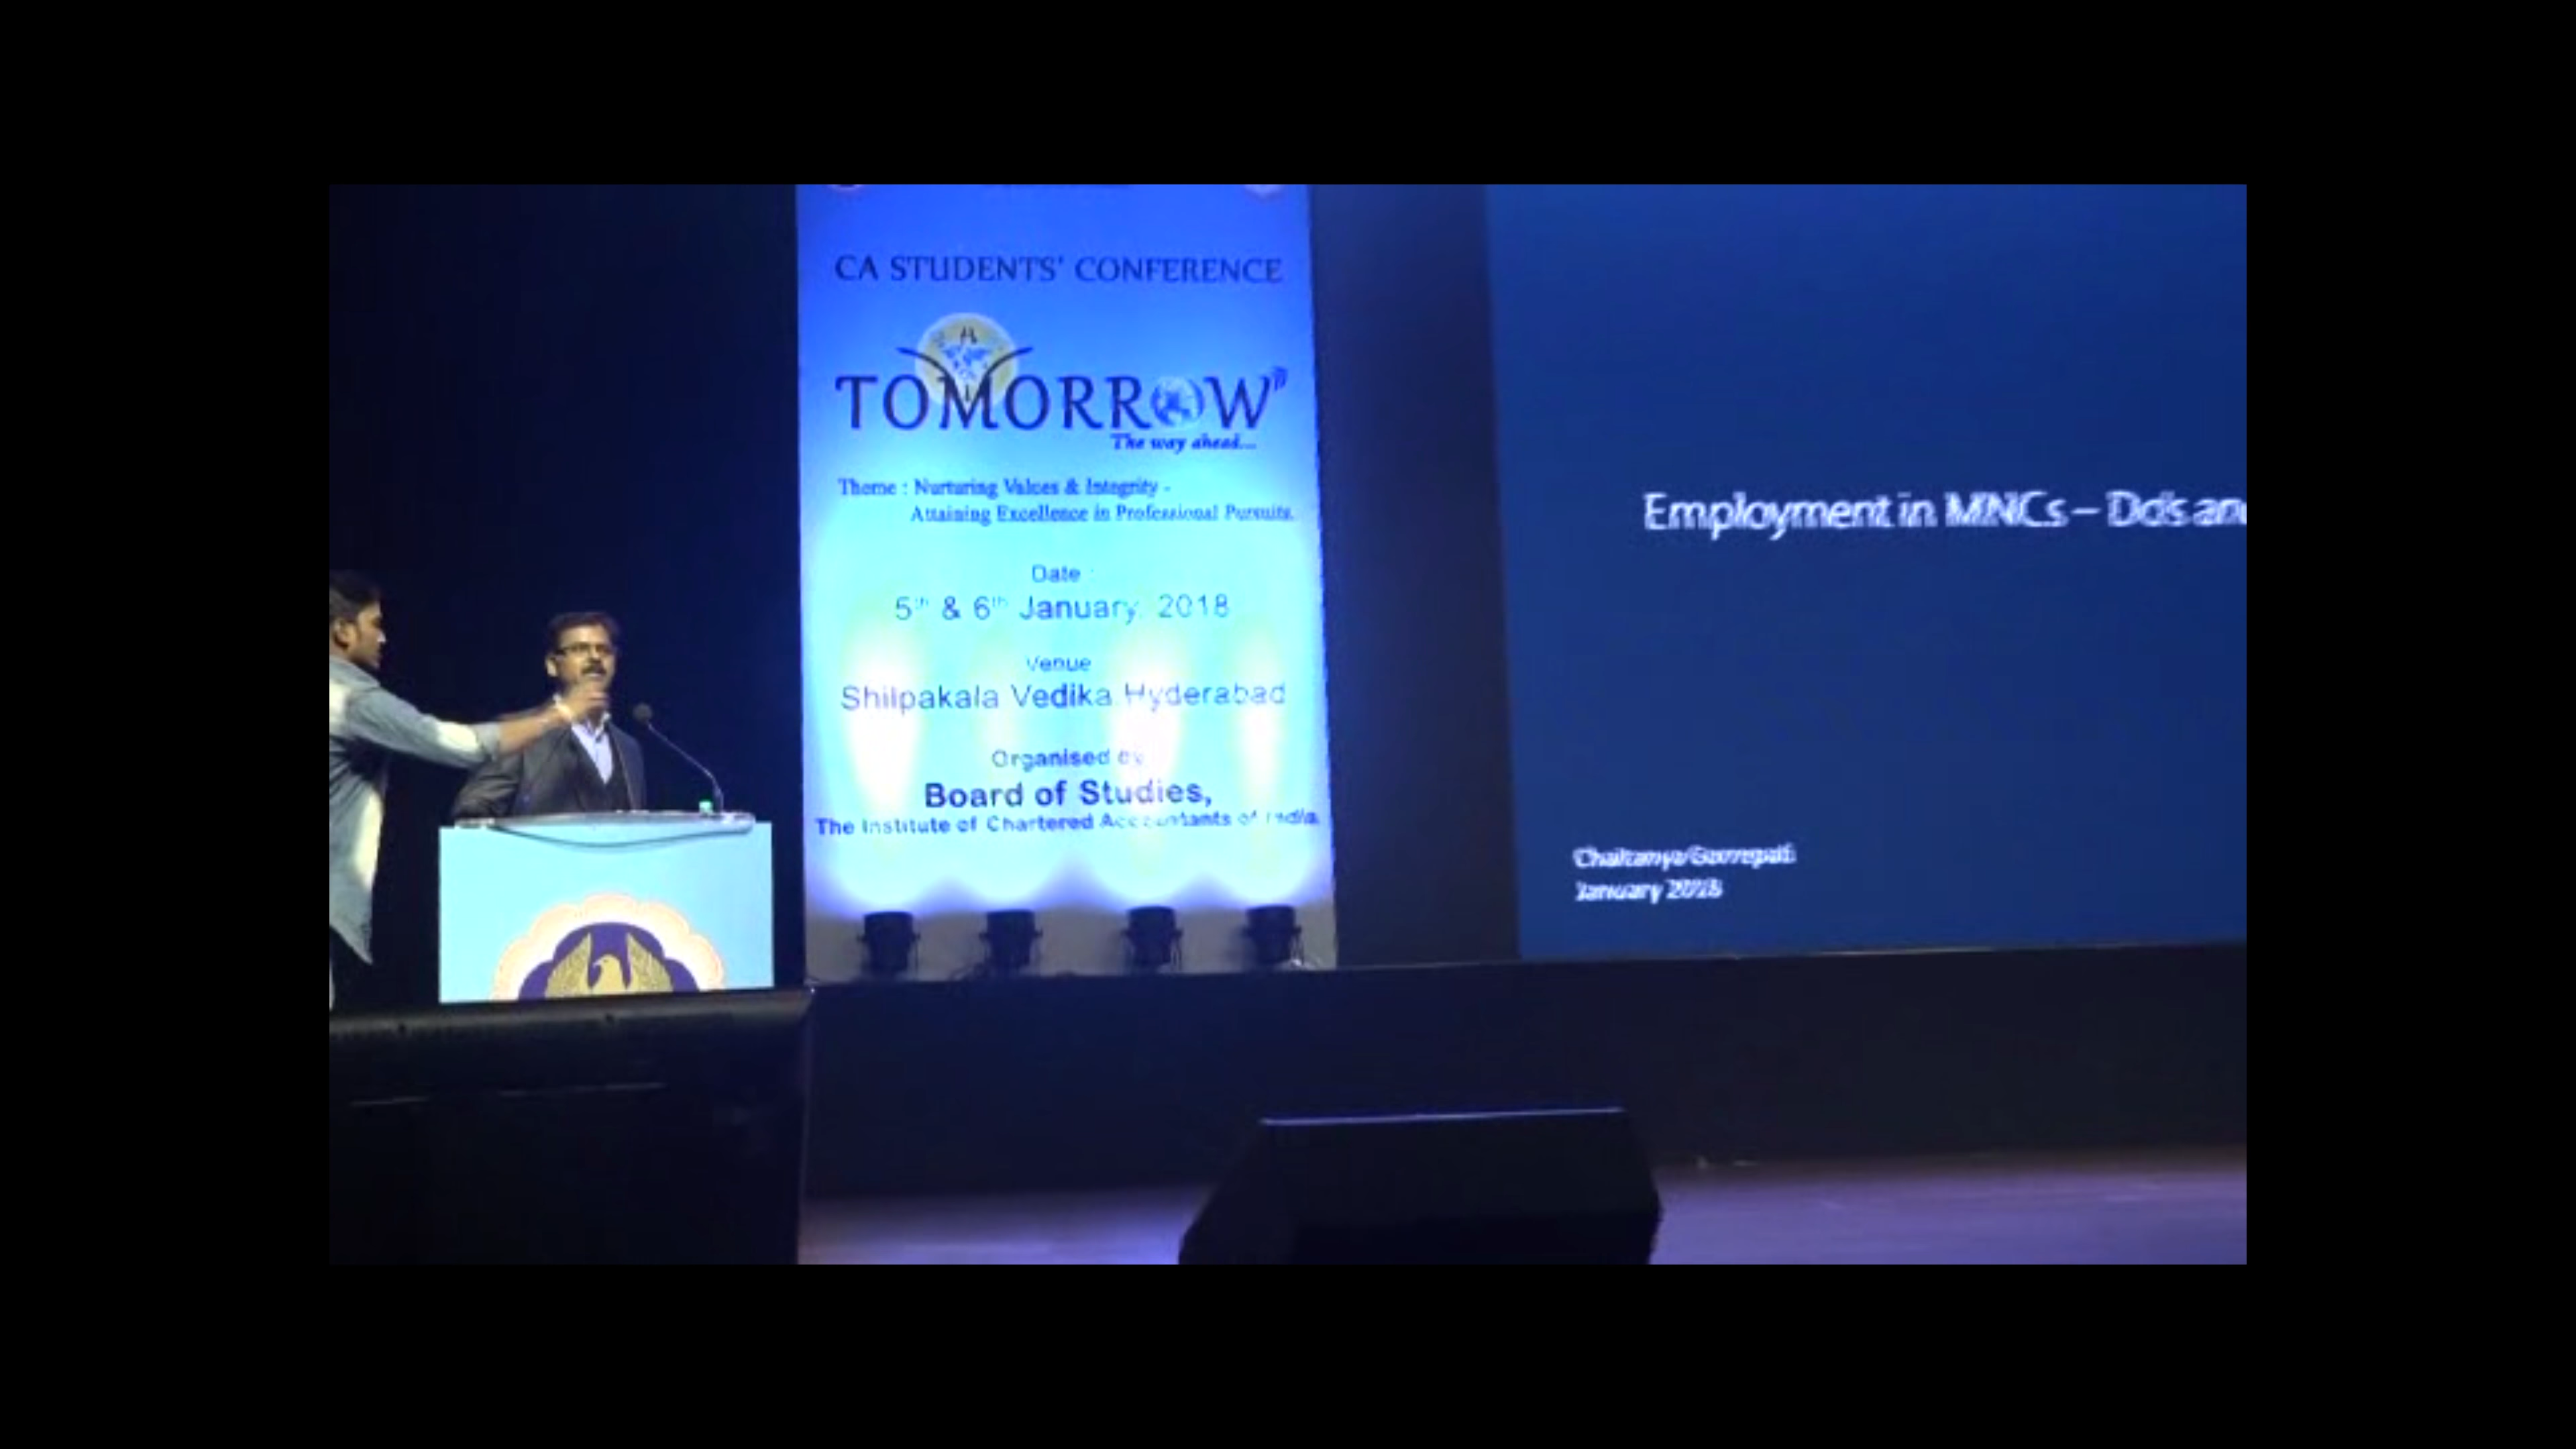 CA STUDENTS' CONFERENCE
TOMORROW
The way ahead...
Theme : Nurturing Values & Integrity -
Attaining Excellence in Professional Pursuits.
Date :
5th & 6th January, 2018
Venue
Shilpakala Vedika, Hyderabad
Organised by
Board of Studies,
The Institute of Chartered Accountants of India
Employment in MNCs – Do's and
Chaitanya
January 2018